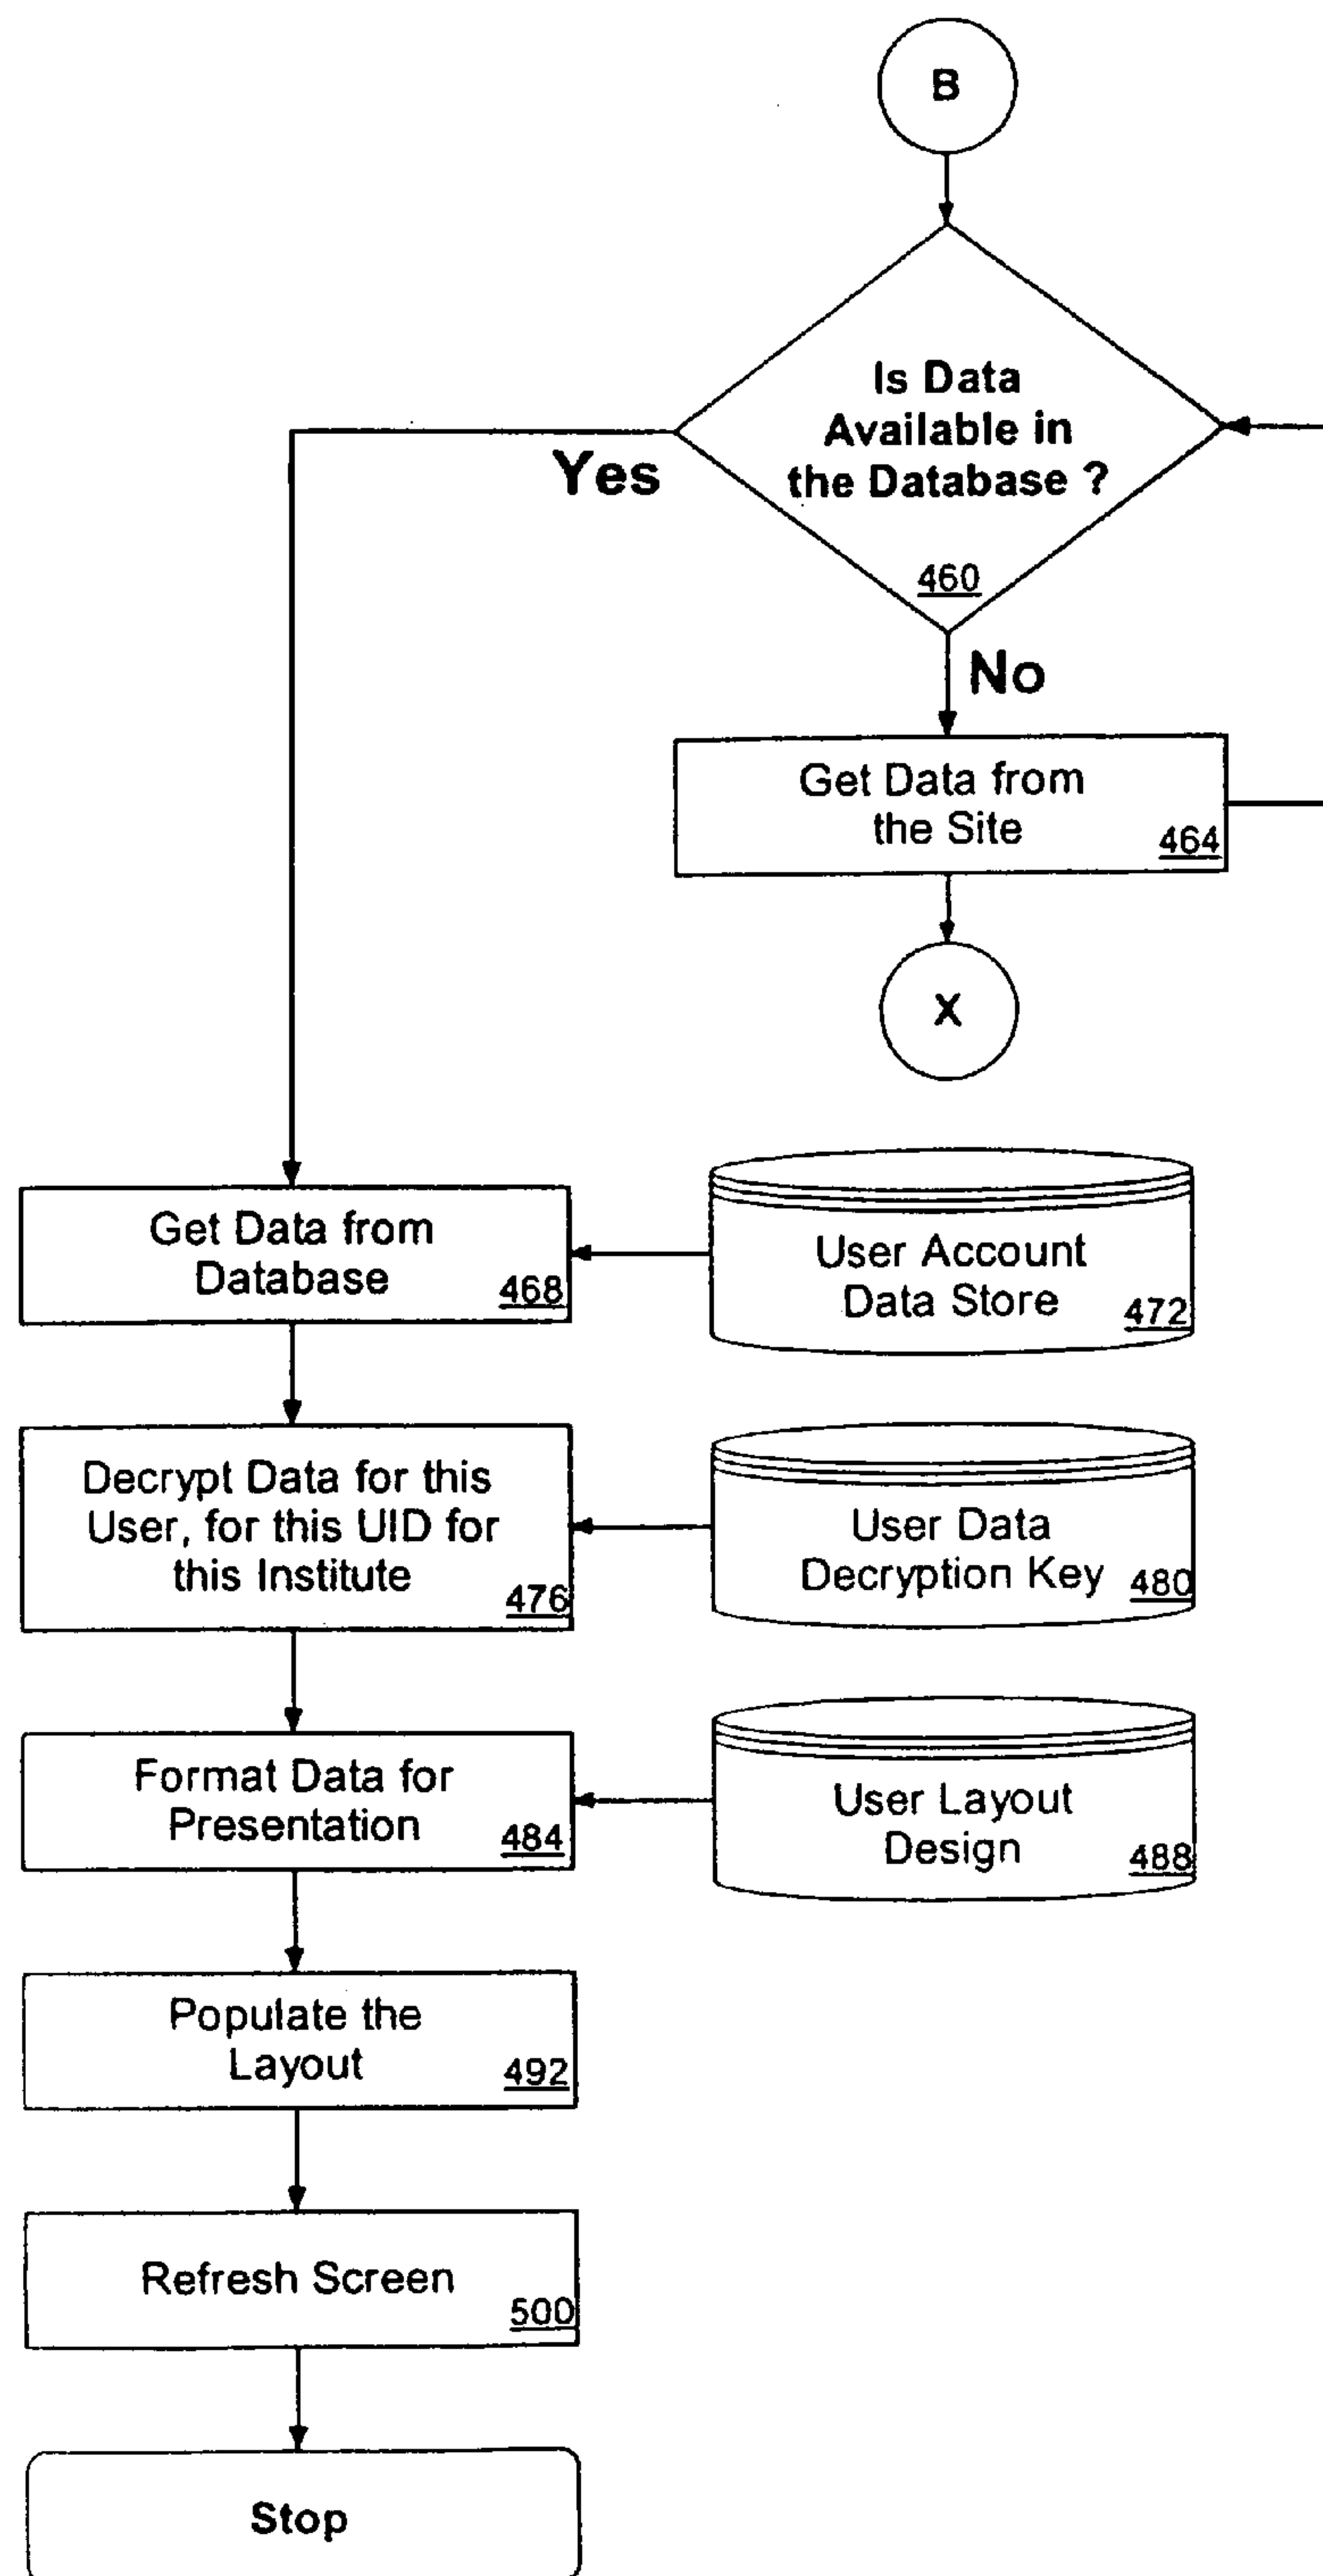 B
Is Data
Available in
the Database ?
460
Yes
No
Get Data from
the Site
464
X
Get Data from
Database
468
User Account
Data Store
472
Decrypt Data for this
User, for this UID for
this Institute
476
User Data
Decryption Key
480
Format Data for
Presentation
484
User Layout
Design
488
Populate the
Layout
492
Refresh Screen
500
Stop